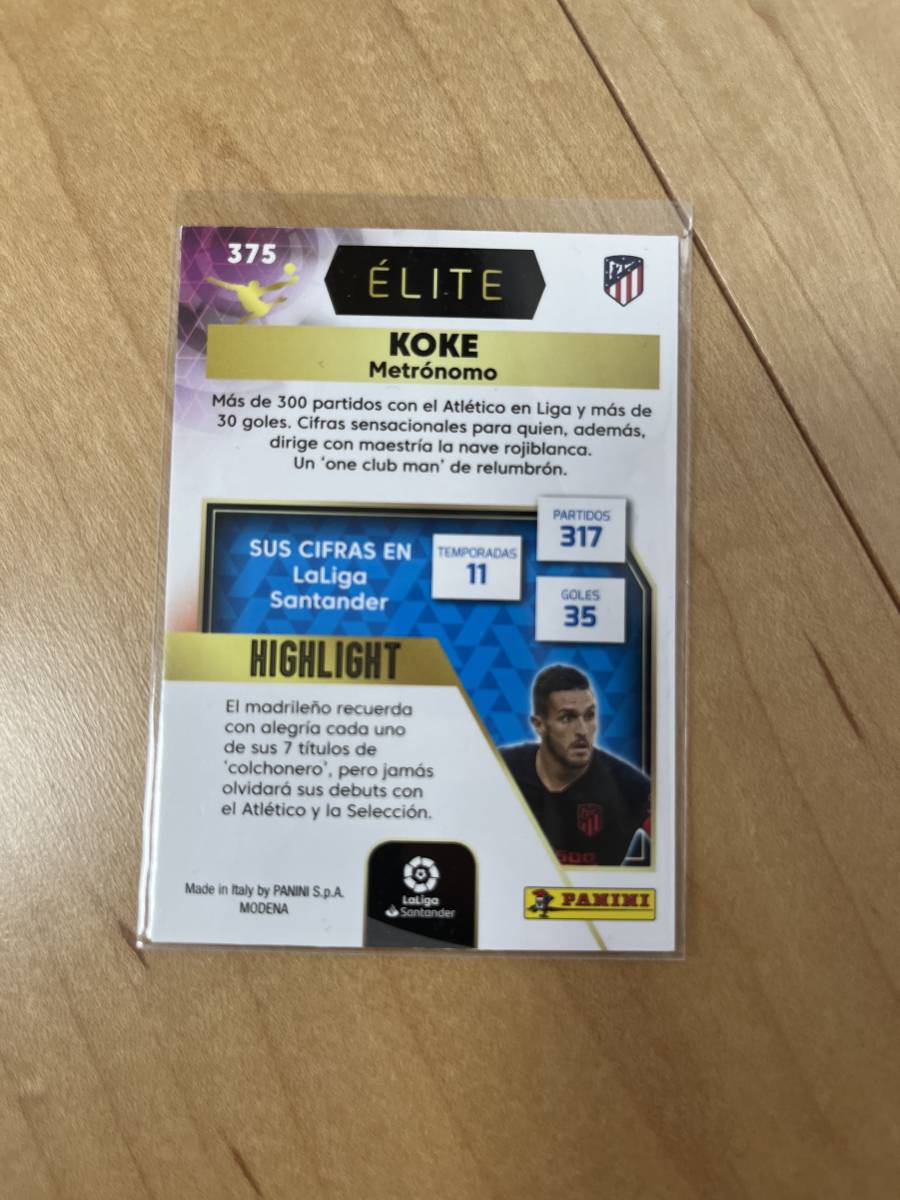 375
ÉLITE
KOKE
Metrónomo
Más de 300 partidos con el Atlético en Liga y más de
30 goles. Cifras sensacionales para quien, además,
dirige con maestría la nave rojiblanca.
Un 'one club man' de relumbrón.
SUS CIFRAS EN
LaLiga
Santander
TEMPORADAS
11
PARTIDOS
317
GOLES
35
HIGHLIGHT
El madrileño recuerda
con alegría cada uno
de sus 7 títulos de
'colchonero', pero jamás
olvidará sus debuts con
el Atlético y la Selección.
Made in Italy by PANINI S.p.A.
MODENA
LaLiga
Santander
PANINI